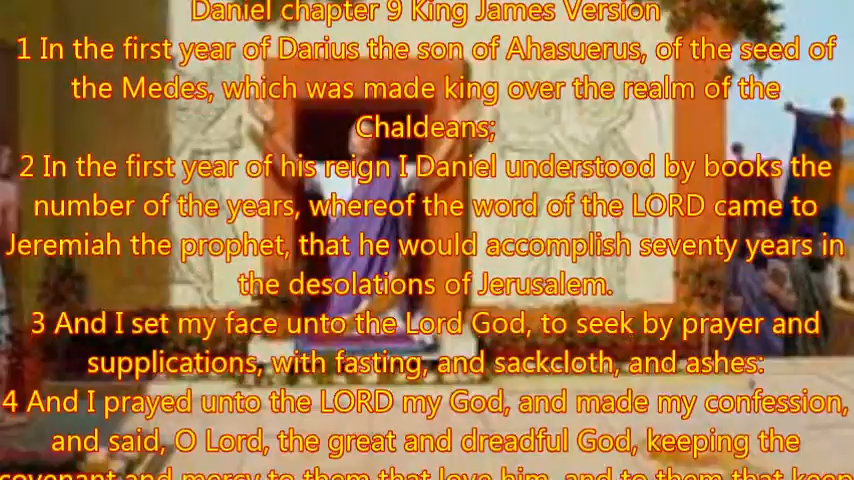 Daniel chapter 9 King James Version
1 In the first year of Darius the son of Ahasuerus, of the seed of
the Medes, which was made king over the realm of the
Chaldeans;
2 In the first year of his reign I Daniel understood by books the
number of the years, whereof the word of the LORD came to
Jeremiah the prophet, that he would accomplish seventy years in
the desolations of Jerusalem.
3 And I set my face unto the Lord God, to seek by prayer and
supplications, with fasting, and sackcloth, and ashes:
4 And I prayed unto the LORD my God, and made my confession,
and said, O Lord, the great and dreadful God, keeping the
covenant and mercy to them that love him, and to them that keep